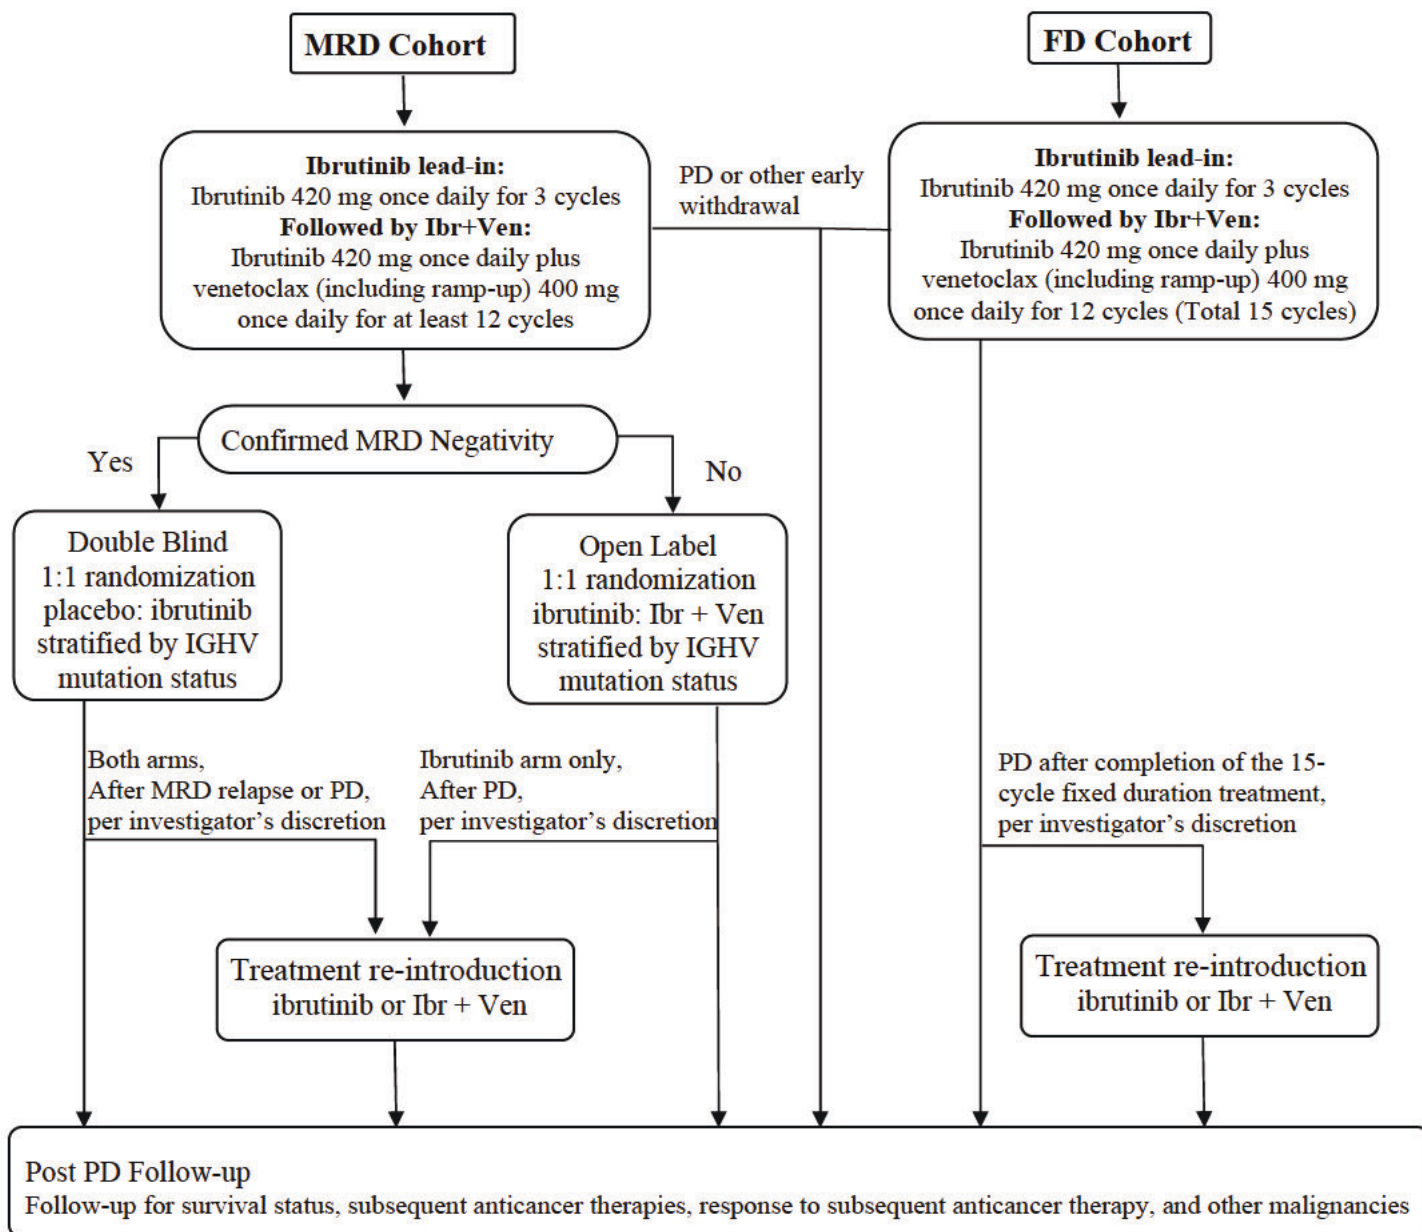 MRD Cohort
FD Cohort
Ibrutinib lead-in:
Ibrutinib 420 mg once daily for 3 cycles
Followed by Ibr+Ven:
Ibrutinib 420 mg once daily plus
venetoclax (including ramp-up) 400 mg
once daily for at least 12 cycles
PD or other early
withdrawal
Ibrutinib lead-in:
Ibrutinib 420 mg once daily for 3 cycles
Followed by Ibr+Ven:
Ibrutinib 420 mg once daily plus
venetoclax (including ramp-up) 400 mg
once daily for 12 cycles (Total 15 cycles)
Confirmed MRD Negativity
Yes
No
Double Blind
1:1 randomization
placebo: ibrutinib
stratified by IGHV
mutation status
Open Label
1:1 randomization
ibrutinib: Ibr + Ven
stratified by IGHV
mutation status
Both arms,
After MRD relapse or PD,
per investigator’s discretion
Ibrutinib arm only,
After PD,
per investigator’s discretion
PD after completion of the 15-
cycle fixed duration treatment,
per investigator’s discretion
Treatment re-introduction
ibrutinib or Ibr + Ven
Treatment re-introduction
ibrutinib or Ibr + Ven
Post PD Follow-up
Follow-up for survival status, subsequent anticancer therapies, response to subsequent anticancer therapy, and other malignancies